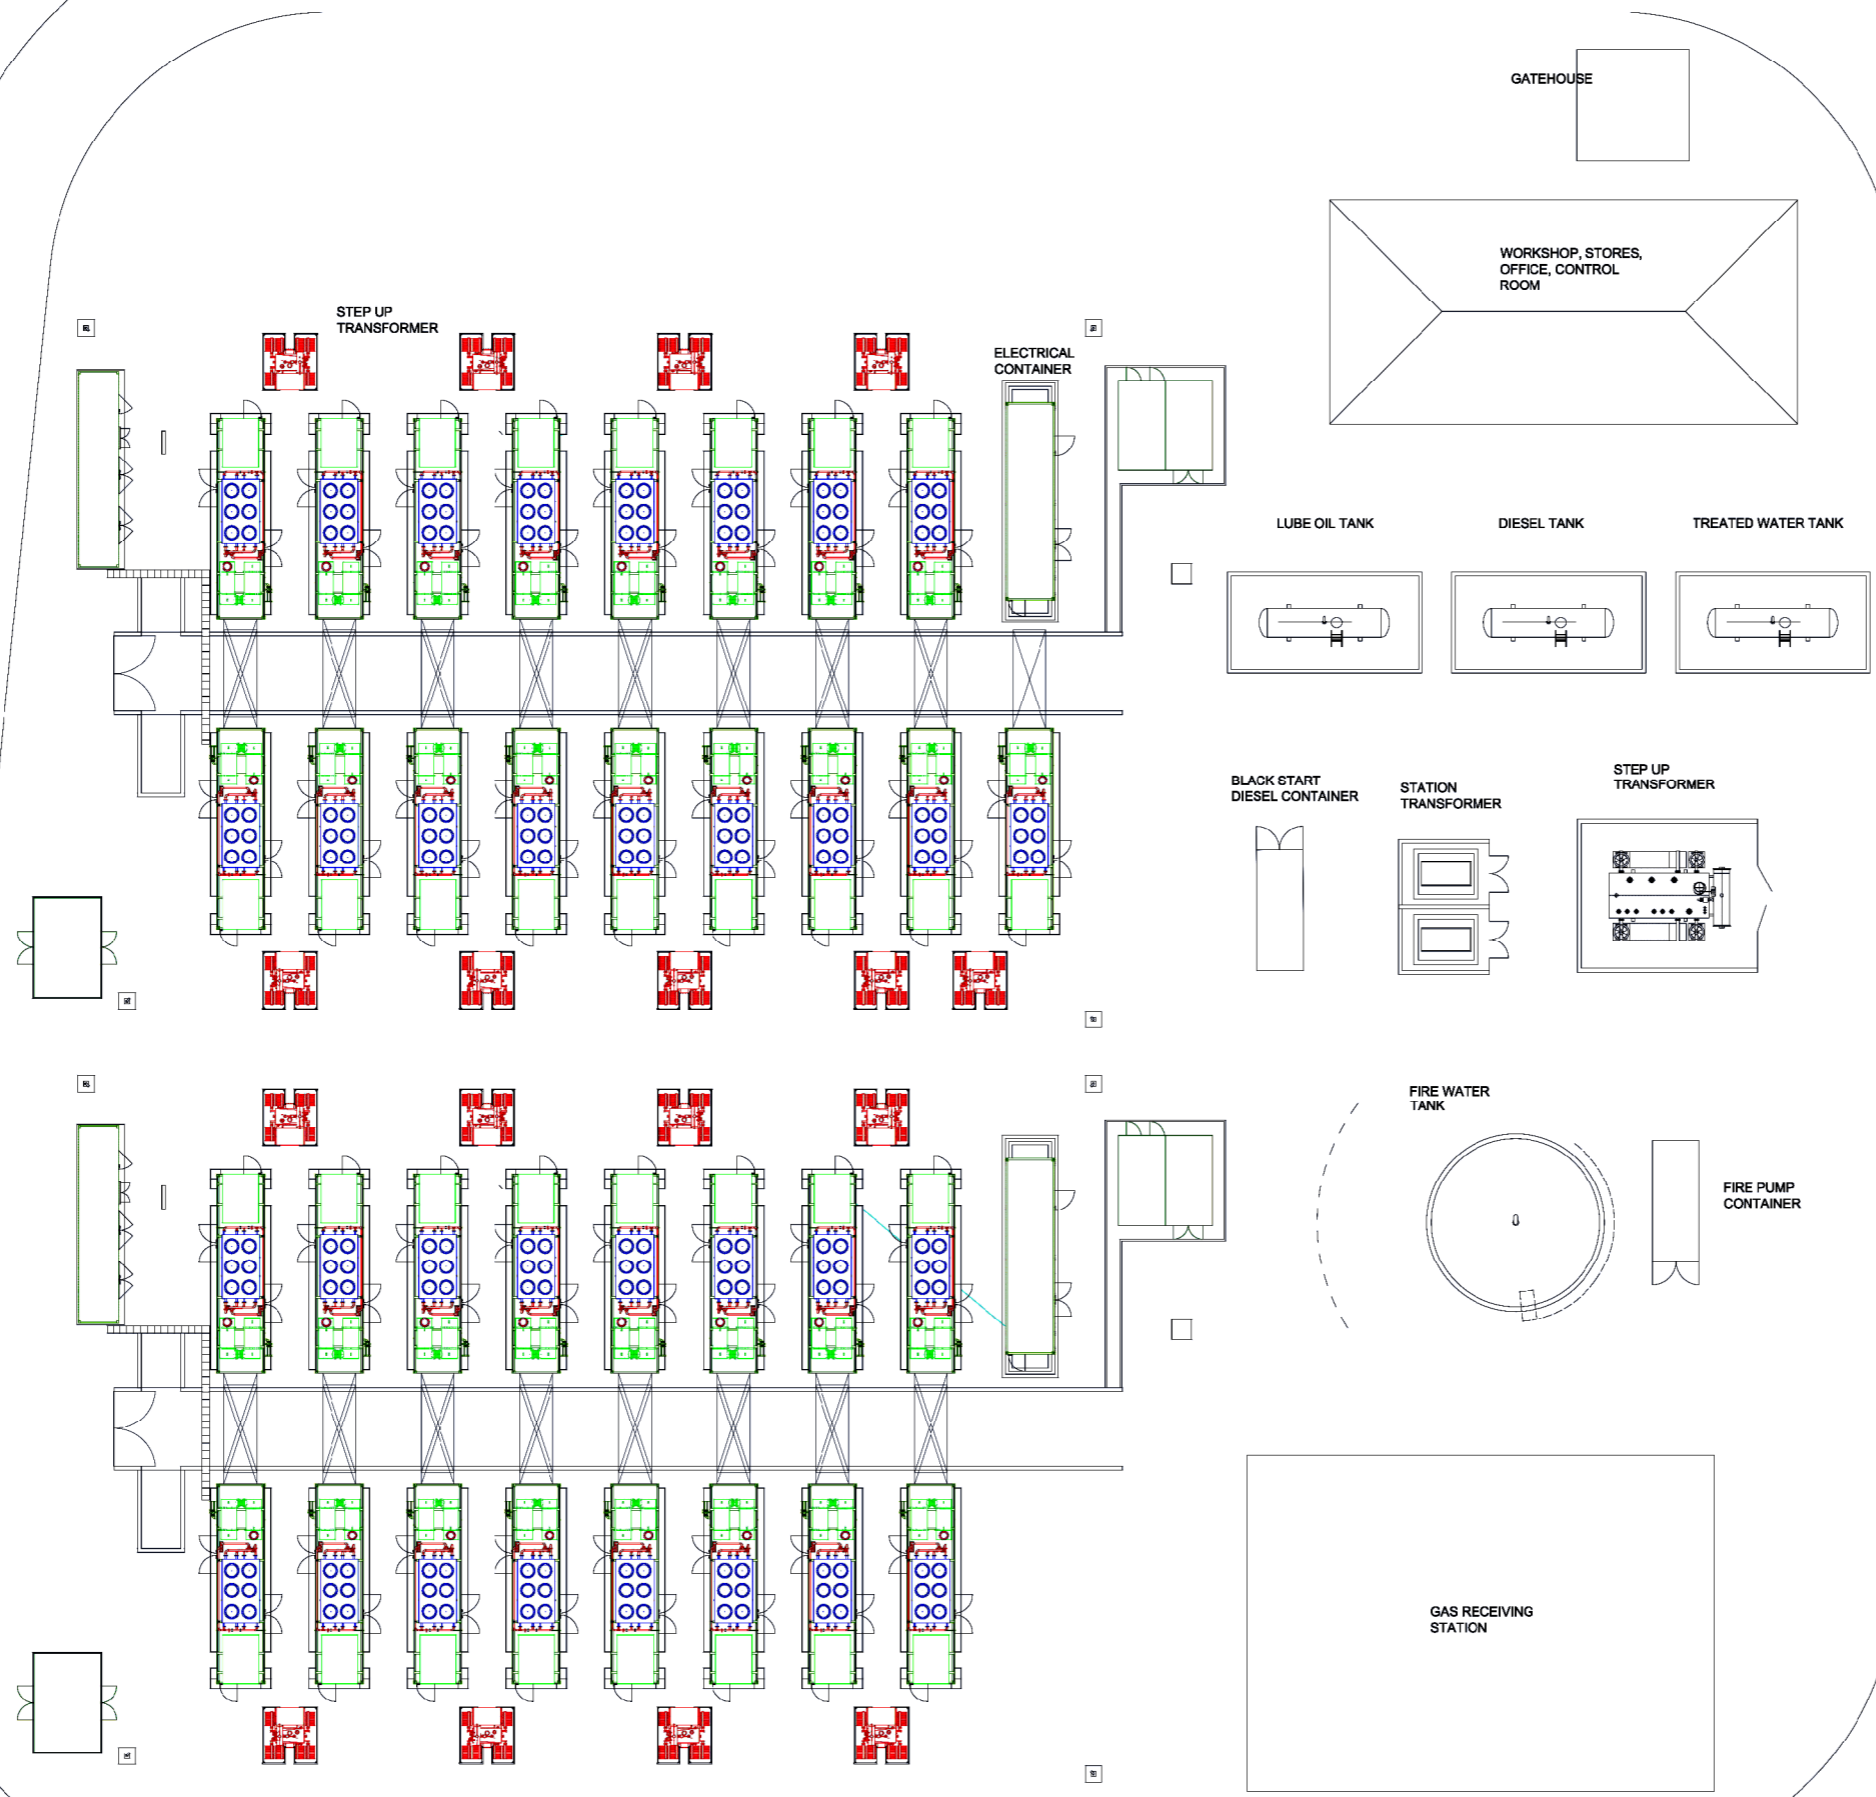 GATEHOUSE
WORKSHOP, STORES,
OFFICE, CONTROL
ROOM
STEP UP
TRANSFORMER
ELECTRICAL
CONTAINER
LUBE OIL TANK
DIESEL TANK
TREATED WATER TANK
BLACK START
DIESEL CONTAINER
STATION
TRANSFORMER
STEP UP
TRANSFORMER
FIRE WATER
TANK
FIRE PUMP
CONTAINER
GAS RECEIVING
STATION